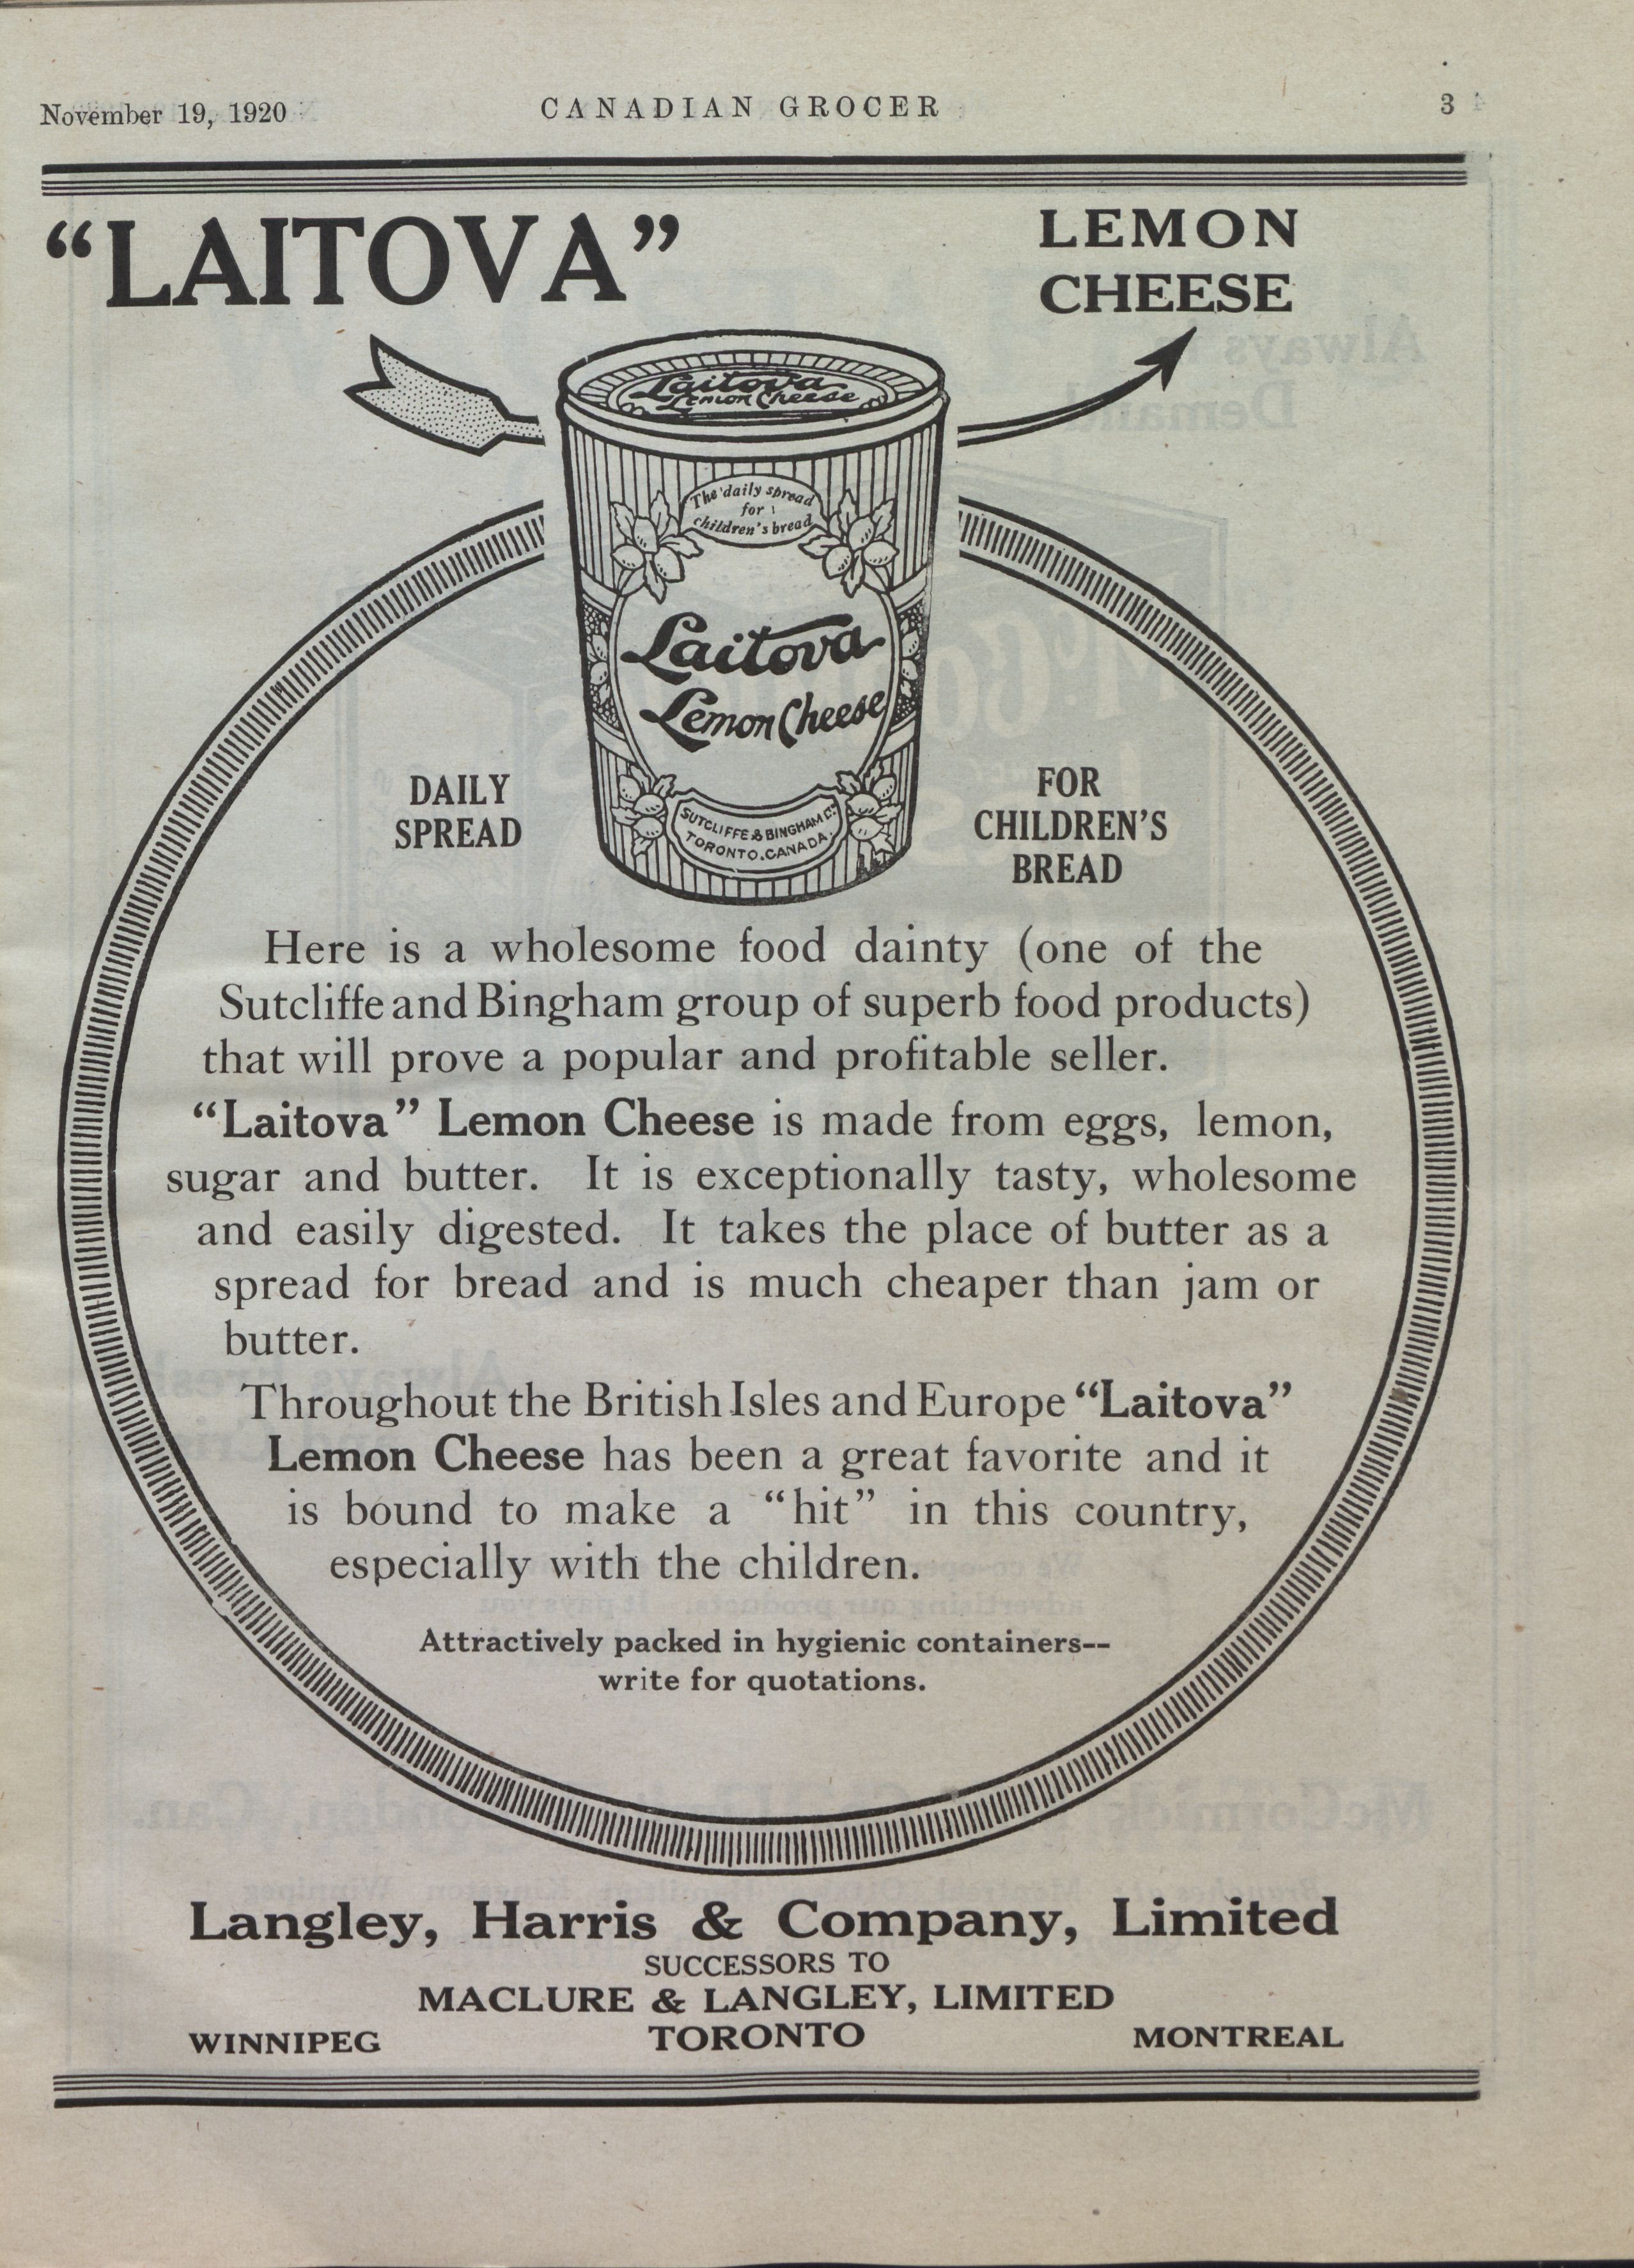 November 19, 1920
CANADIAN GROCER
3
“LAITOVA”
LEMON
CHEESE
Laitova
Lemon Cheese
The daily spread
for
children's bread
Laitova
Lemon Cheese
SUTCLIFFE & BINGHAM Co
TORONTO. CANADA.
DAILY
SPREAD
FOR
CHILDREN'S
BREAD
Here is a wholesome food dainty (one of the
Sutcliffe and Bingham group of superb food products)
that will prove a popular and profitable seller.
“Laitova” Lemon Cheese is made from eggs, lemon,
sugar and butter. It is exceptionally tasty, wholesome
and easily digested. It takes the place of butter as a
spread for bread and is much cheaper than jam or
butter.
Throughout the British Isles and Europe “Laitova”
Lemon Cheese has been a great favorite and it
is bound to make a “hit” in this country,
especially with the children.
Attractively packed in hygienic containers--
write for quotations.
Langley, Harris & Company, Limited
SUCCESSORS TO
MACLURE & LANGLEY, LIMITED
WINNIPEG TORONTO MONTREAL